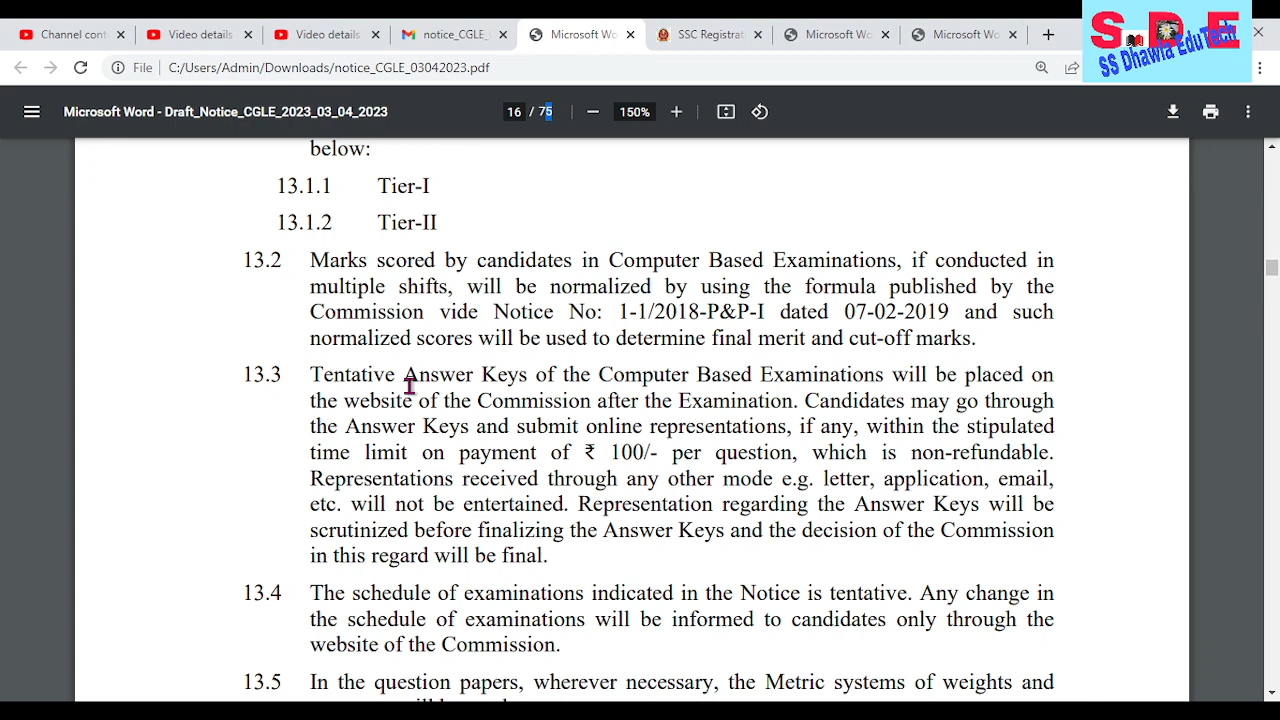 Channel cont
Video details
Video details
notice_CGLE_
Microsoft Wo
SSC Registrat
Microsoft Wo
Microsoft Wo
S.D.E
SS Dhawla EduTech
File
C:/Users/Admin/Downloads/notice_CGLE_03042023.pdf
Microsoft Word - Draft_Notice_CGLE_2023_03_04_2023
16 / 75
150%
below:
13.1.1 Tier-I
13.1.2 Tier-II
13.2 Marks scored by candidates in Computer Based Examinations, if conducted in
multiple shifts, will be normalized by using the formula published by the
Commission vide Notice No: 1-1/2018-P&P-I dated 07-02-2019 and such
normalized scores will be used to determine final merit and cut-off marks.
13.3 Tentative Answer Keys of the Computer Based Examinations will be placed on
the website of the Commission after the Examination. Candidates may go through
the Answer Keys and submit online representations, if any, within the stipulated
time limit on payment of ₹ 100/- per question, which is non-refundable.
Representations received through any other mode e.g. letter, application, email,
etc. will not be entertained. Representation regarding the Answer Keys will be
scrutinized before finalizing the Answer Keys and the decision of the Commission
in this regard will be final.
13.4 The schedule of examinations indicated in the Notice is tentative. Any change in
the schedule of examinations will be informed to candidates only through the
website of the Commission.
13.5 In the question papers, wherever necessary, the Metric systems of weights and